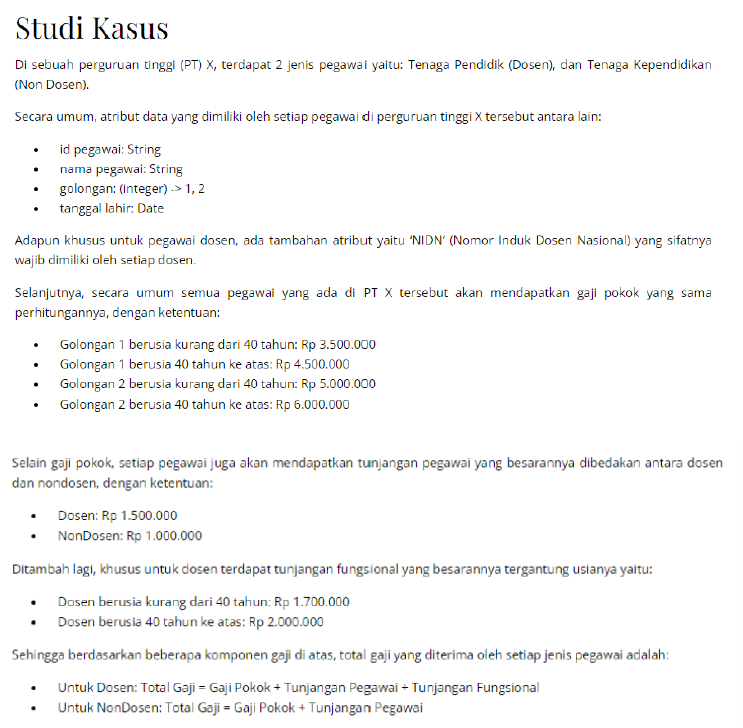 Studi Kasus
Di sebuah perguruan tinggi (PT) X, terdapat 2 jenis pegawai yaitu: Tenaga Pendidik (Dosen), dan Tenaga Kependidikan
(Non Dosen).
Secara umum, atribut data yang dimiliki oleh setiap pegawai di perguruan tinggi X tersebut antara lain:
• id pegawai: String
• nama pegawai: String
• golongan: (integer) -> 1, 2
• tanggal lahir: Date
Adapun khusus untuk pegawai dosen, ada tambahan atribut yaitu 'NIDN' (Nomor Induk Dosen Nasional) yang sifatnya
wajib dimiliki oleh setiap dosen.
Selanjutnya, secara umum semua pegawai yang ada di PT X tersebut akan mendapatkan gaji pokok yang sama
perhitungannya, dengan ketentuan:
• Golongan 1 berusia kurang dari 40 tahun: Rp 3.500.000
• Golongan 1 berusia 40 tahun ke atas: Rp 4.500.000
• Golongan 2 berusia kurang dari 40 tahun: Rp 5.000.000
• Golongan 2 berusia 40 tahun ke atas: Rp 6.000.000
Selain gaji pokok, setiap pegawai juga akan mendapatkan tunjangan pegawai yang besarannya dibedakan antara dosen
dan nondosen, dengan ketentuan:
• Dosen: Rp 1.500.000
• NonDosen: Rp 1.000.000
Ditambah lagi, khusus untuk dosen terdapat tunjangan fungsional yang besarannya tergantung usianya yaitu:
• Dosen berusia kurang dari 40 tahun: Rp 1.700.000
• Dosen berusia 40 tahun ke atas: Rp 2.000.000
Sehingga berdasarkan beberapa komponen gaji di atas, total gaji yang diterima oleh setiap jenis pegawai adalah:
• Untuk Dosen: Total Gaji = Gaji Pokok + Tunjangan Pegawai + Tunjangan Fungsional
• Untuk NonDosen: Total Gaji = Gaji Pokok + Tunjangan Pegawai